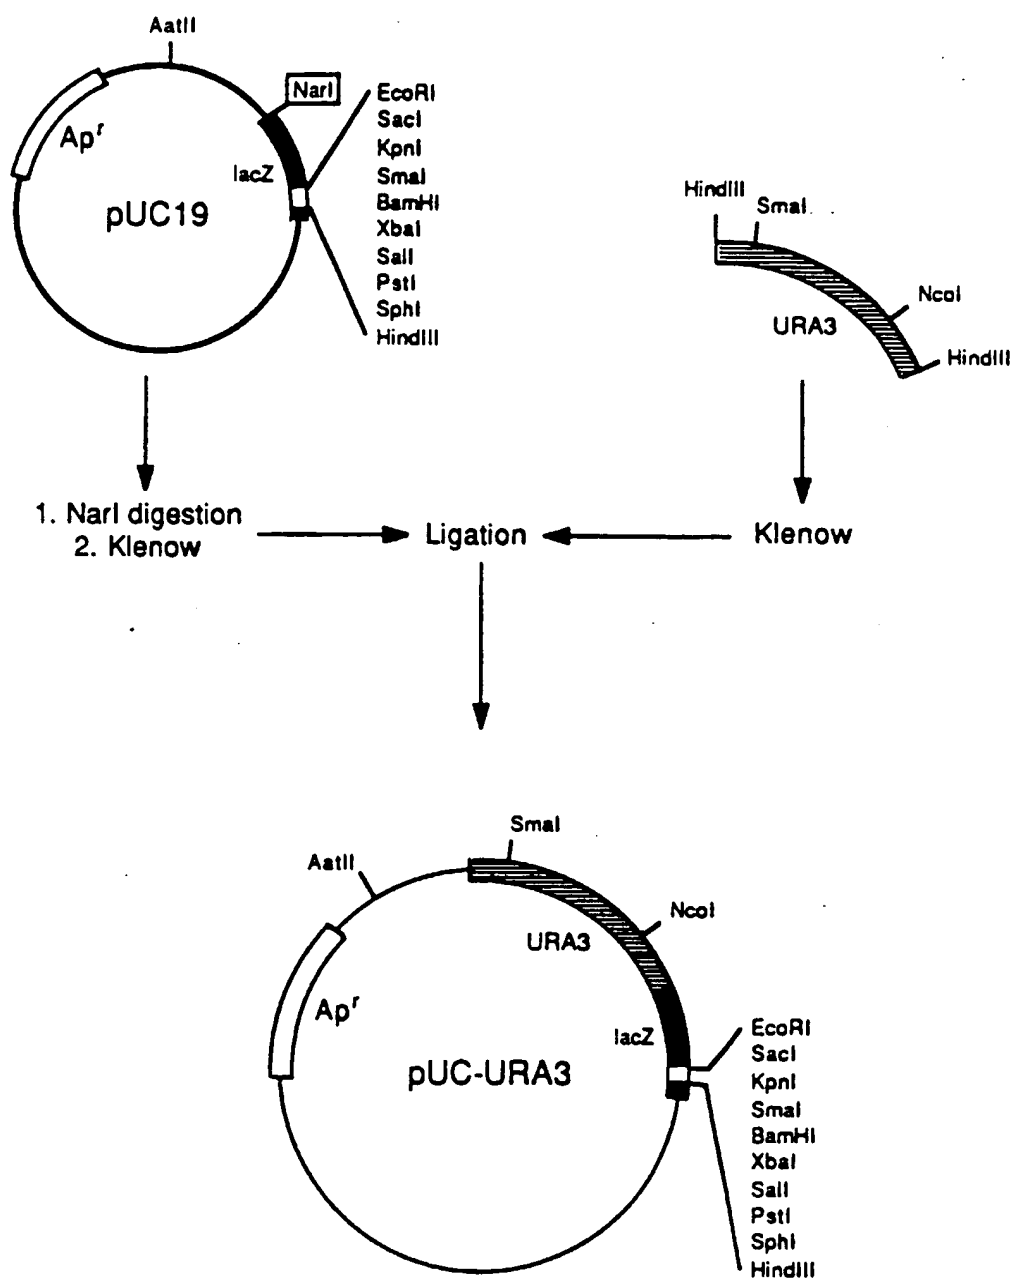 AatII
NarI
EcoRI
SacI
KpnI
SmaI
BamHI
XbaI
SalI
PstI
SphI
HindIII
Apʳ
lacZ
pUC19
HindIII
SmaI
NcoI
URA3
HindIII
1. NarI digestion
2. Klenow
Ligation
Klenow
SmaI
AatII
NcoI
URA3
Apʳ
lacZ
pUC-URA3
EcoRI
SacI
KpnI
SmaI
BamHI
XbaI
SalI
PstI
SphI
HindIII